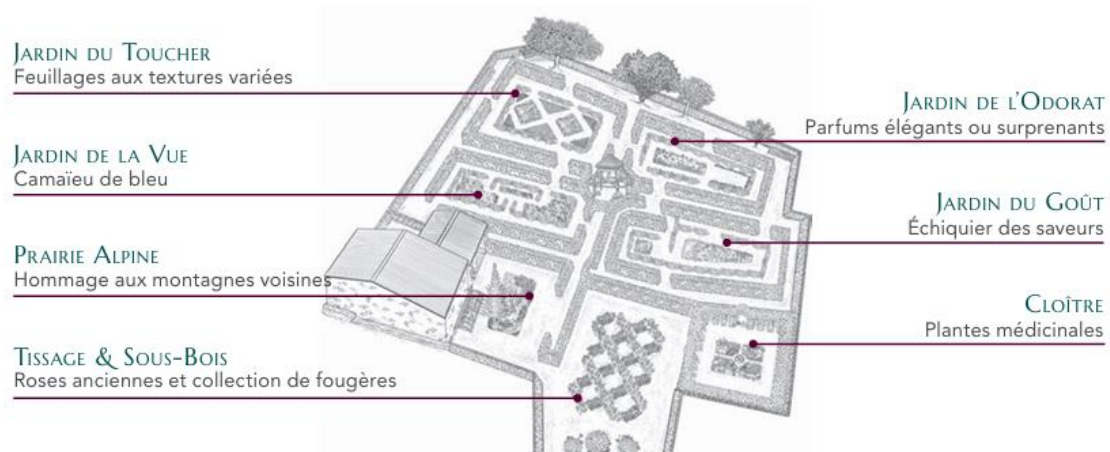 Jardin du Toucher
Feuillages aux textures variées
Jardin de la Vue
Camaïeu de bleu
Prairie Alpine
Hommage aux montagnes voisines
Tissage & Sous-Bois
Roses anciennes et collection de fougères
Jardin de l'Odorat
Parfums élégants ou surprenants
Jardin du Goût
Échiquier des saveurs
Cloître
Plantes médicinales